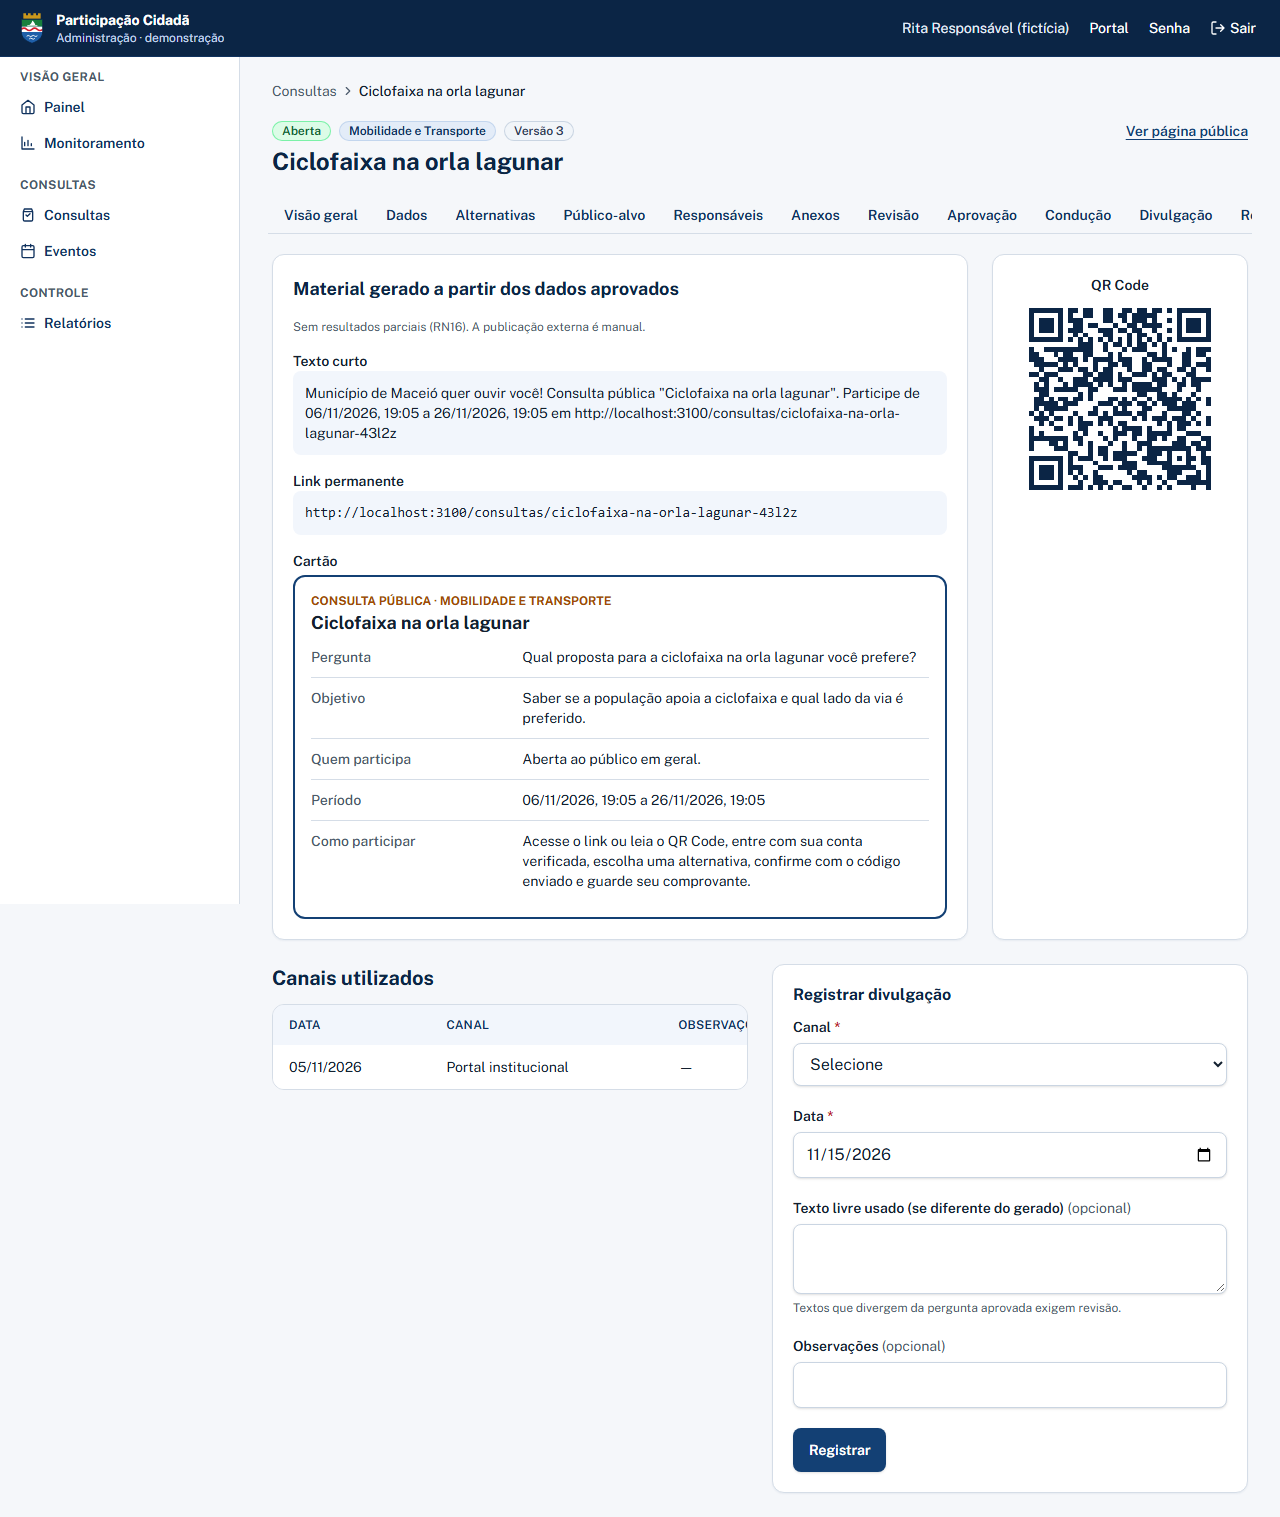 Participação Cidadã
Administração · demonstração
Rita Responsável (fictícia)
Portal
Senha
Sair
VISÃO GERAL
Painel
Monitoramento
CONSULTAS
Consultas
Eventos
CONTROLE
Relatórios
Consultas
Ciclofaixa na orla lagunar
Aberta
Mobilidade e Transporte
Versão 3
Ver página pública
Ciclofaixa na orla lagunar
Visão geral
Dados
Alternativas
Público-alvo
Responsáveis
Anexos
Revisão
Aprovação
Condução
Divulgação
Material gerado a partir dos dados aprovados
Sem resultados parciais (RN16). A publicação externa é manual.
Texto curto
Município de Maceió quer ouvir você! Consulta pública "Ciclofaixa na orla lagunar". Participe de
06/11/2026, 19:05 a 26/11/2026, 19:05 em http://localhost:3100/consultas/ciclofaixa-na-orla-
lagunar-43l2z
Link permanente
http://localhost:3100/consultas/ciclofaixa-na-orla-lagunar-43l2z
Cartão
CONSULTA PÚBLICA · MOBILIDADE E TRANSPORTE
Ciclofaixa na orla lagunar
Pergunta
Qual proposta para a ciclofaixa na orla lagunar você prefere?
Objetivo
Saber se a população apoia a ciclofaixa e qual lado da via é
preferido.
Quem participa
Aberta ao público em geral.
Período
06/11/2026, 19:05 a 26/11/2026, 19:05
Como participar
Acesse o link ou leia o QR Code, entre com sua conta
verificada, escolha uma alternativa, confirme com o código
enviado e guarde seu comprovante.
QR Code
Canais utilizados
DATA
CANAL
OBSERVAÇ
05/11/2026
Portal institucional
—
Registrar divulgação
Canal *
Selecione
Data *
11/15/2026
Texto livre usado (se diferente do gerado) (opcional)
Textos que divergem da pergunta aprovada exigem revisão.
Observações (opcional)
Registrar